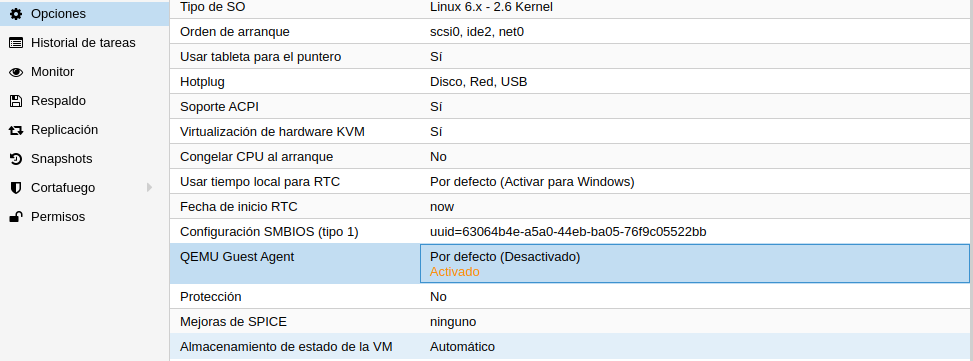 Opciones
Historial de tareas
Monitor
Respaldo
Replicación
Snapshots
Cortafuego
Permisos
Tipo de SO Linux 6.x - 2.6 Kernel
Orden de arranque scsi0, ide2, net0
Usar tableta para el puntero Sí
Hotplug Disco, Red, USB
Soporte ACPI Sí
Virtualización de hardware KVM Sí
Congelar CPU al arranque No
Usar tiempo local para RTC Por defecto (Activar para Windows)
Fecha de inicio RTC now
Configuración SMBIOS (tipo 1) uuid=63064b4e-a5a0-44eb-ba05-76f9c05522bb
QEMU Guest Agent Por defecto (Desactivado)
Activado
Protección No
Mejoras de SPICE ninguno
Almacenamiento de estado de la VM Automático